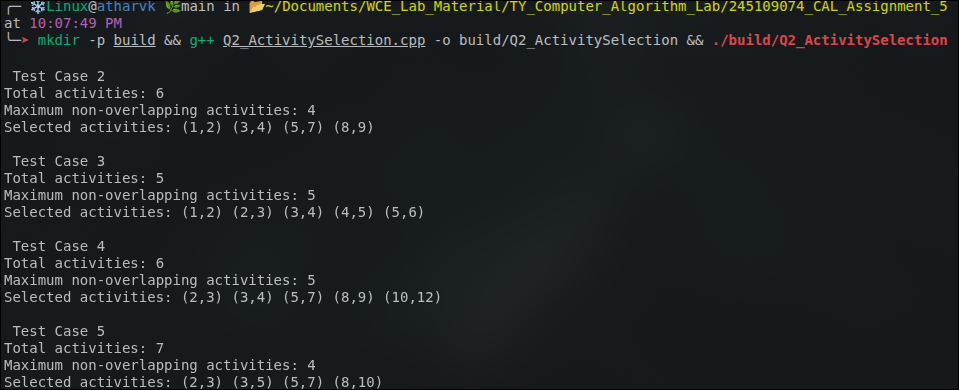 Linux@atharvk main in ~/Documents/WCE_Lab_Material/TY_Computer_Algorithm_Lab/245109074_CAL_Assignment_5
at 10:07:49 PM
mkdir -p build && g++ Q2_ActivitySelection.cpp -o build/Q2_ActivitySelection && ./build/Q2_ActivitySelection
Test Case 2
Total activities: 6
Maximum non-overlapping activities: 4
Selected activities: (1,2) (3,4) (5,7) (8,9)
Test Case 3
Total activities: 5
Maximum non-overlapping activities: 5
Selected activities: (1,2) (2,3) (3,4) (4,5) (5,6)
Test Case 4
Total activities: 6
Maximum non-overlapping activities: 5
Selected activities: (2,3) (3,4) (5,7) (8,9) (10,12)
Test Case 5
Total activities: 7
Maximum non-overlapping activities: 4
Selected activities: (2,3) (3,5) (5,7) (8,10)